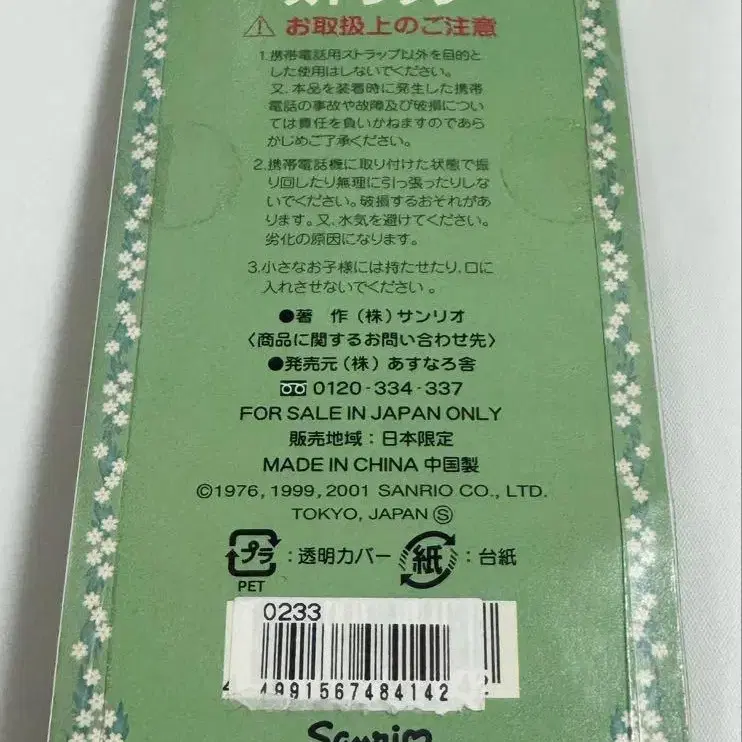 ストラップ
⚠ お取扱上のご注意
1.携帯電話用ストラップ以外を目的と
した使用はしないでください。
又、本品を装着時に発生した携帯
電話の事故や故障及び破損につい
ては責任を負いかねますのであら
かじめご了承ください。
2.携帯電話機に取り付けた状態で振
り回したり無理に引っ張ったりしな
いでください。破損するおそれがあ
ります。又、水気を避けてください。
劣化の原因になります。
3.小さなお子様には持たせたり、口に
入れさせないでください。
●著 作(株)サンリオ
〈商品に関するお問い合わせ先〉
●発売元(株)あすなろ舎
0120-334-337
FOR SALE IN JAPAN ONLY
販売地域:日本限定
MADE IN CHINA 中国製
©1976, 1999, 2001 SANRIO CO., LTD.
TOKYO, JAPAN Ⓢ
プラ:透明カバー 紙:台紙
PET
0233
4991567484142
Sanrio